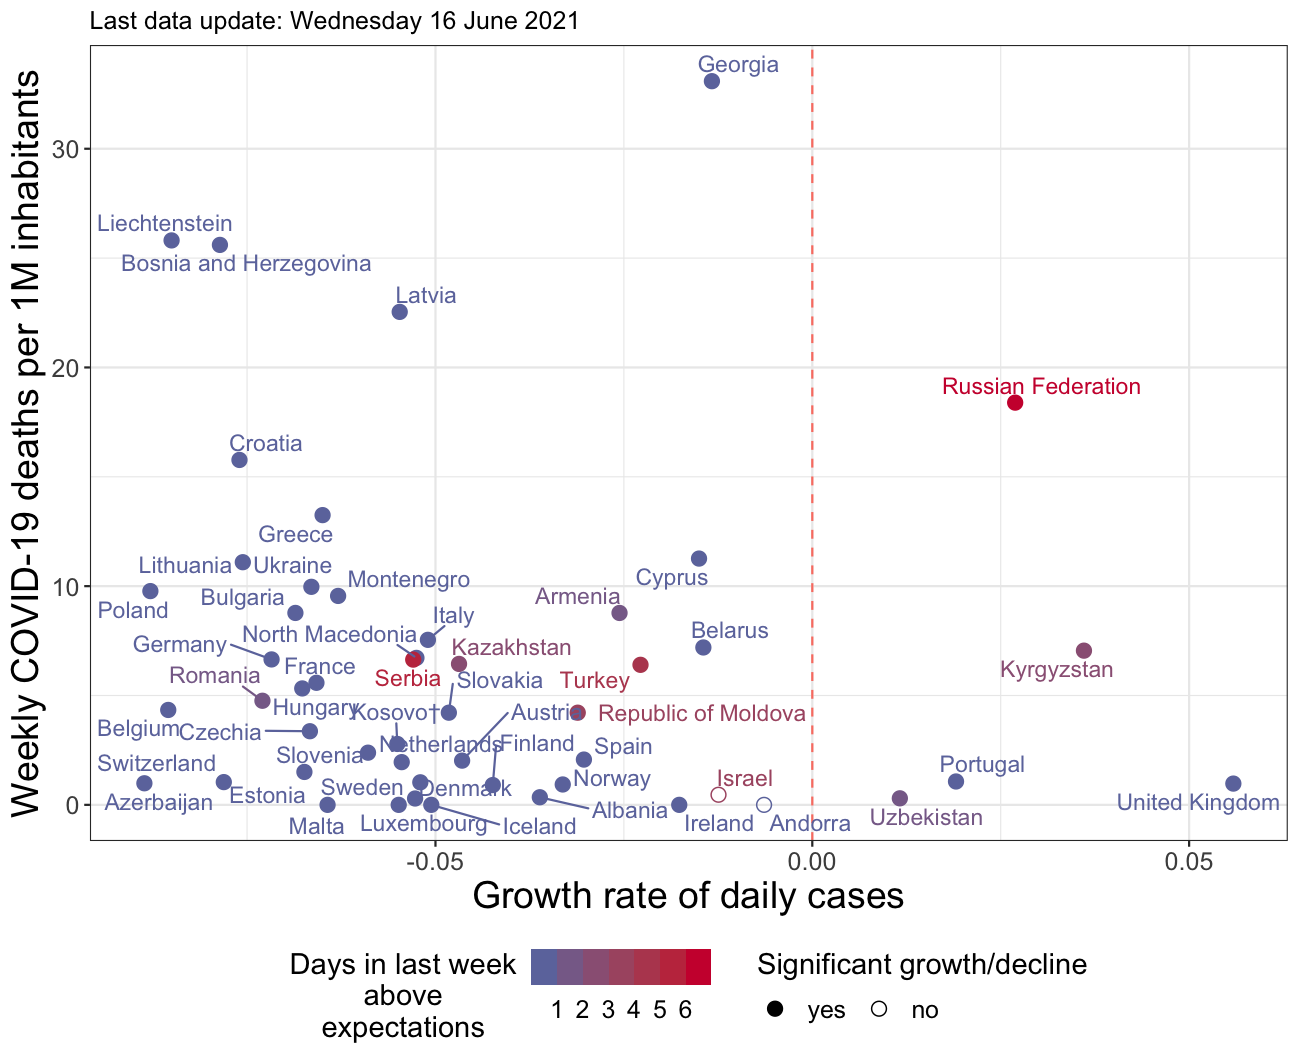 Last data update: Wednesday 16 June 2021
Weekly COVID-19 deaths per 1M inhabitants
30
20
10
0
Georgia
Liechtenstein
Bosnia and Herzegovina
Latvia
Russian Federation
Croatia
Greece
Lithuania
Ukraine
Cyprus
Montenegro
Poland
Bulgaria
Armenia
Italy
Belarus
North Macedonia
Germany
Kazakhstan
France
Kyrgyzstan
Romania
Serbia
Slovakia
Turkey
Hungary
Kosovo†
Austria
Republic of Moldova
Belgium
Czechia
Netherlands
Finland
Spain
Slovenia
Switzerland
Portugal
Norway
Israel
Sweden
Denmark
Estonia
Azerbaijan
United Kingdom
Albania
Uzbekistan
Malta
Luxembourg
Iceland
Ireland
Andorra
-0.05
0.00
0.05
Growth rate of daily cases
Days in last week
above
expectations
1 2 3 4 5 6
Significant growth/decline
yes
no